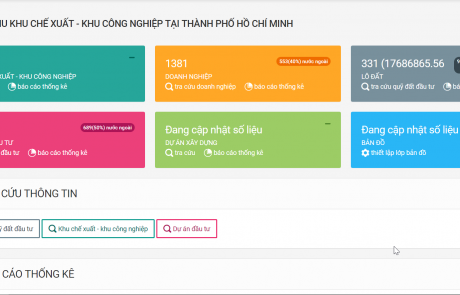 U KHU CHẾ XUẤT - KHU CÔNG NGHIỆP TẠI THÀNH PHỐ HỒ CHÍ MINH
XUẤT - KHU CÔNG NGHIỆP
báo cáo thống kê
1381
553(40%) nước ngoài
DOANH NGHIỆP
tra cứu doanh nghiệp báo cáo thống kê
331 (17686865.56
LÔ ĐẤT
tra cứu quỹ đất đầu tư
689(50%) nước ngoài
TƯ
đầu tư báo cáo thống kê
Đang cập nhật số liệu
DỰ ÁN XÂY DỰNG
tra cứu báo cáo thống kê
Đang cập nhật số liệu
BẢN ĐỒ
thiết lập lớp bản đồ
CỨU THÔNG TIN
ỹ đất đầu tư Khu chế xuất - khu công nghiệp Dự án đầu tư
CÁO THỐNG KÊ